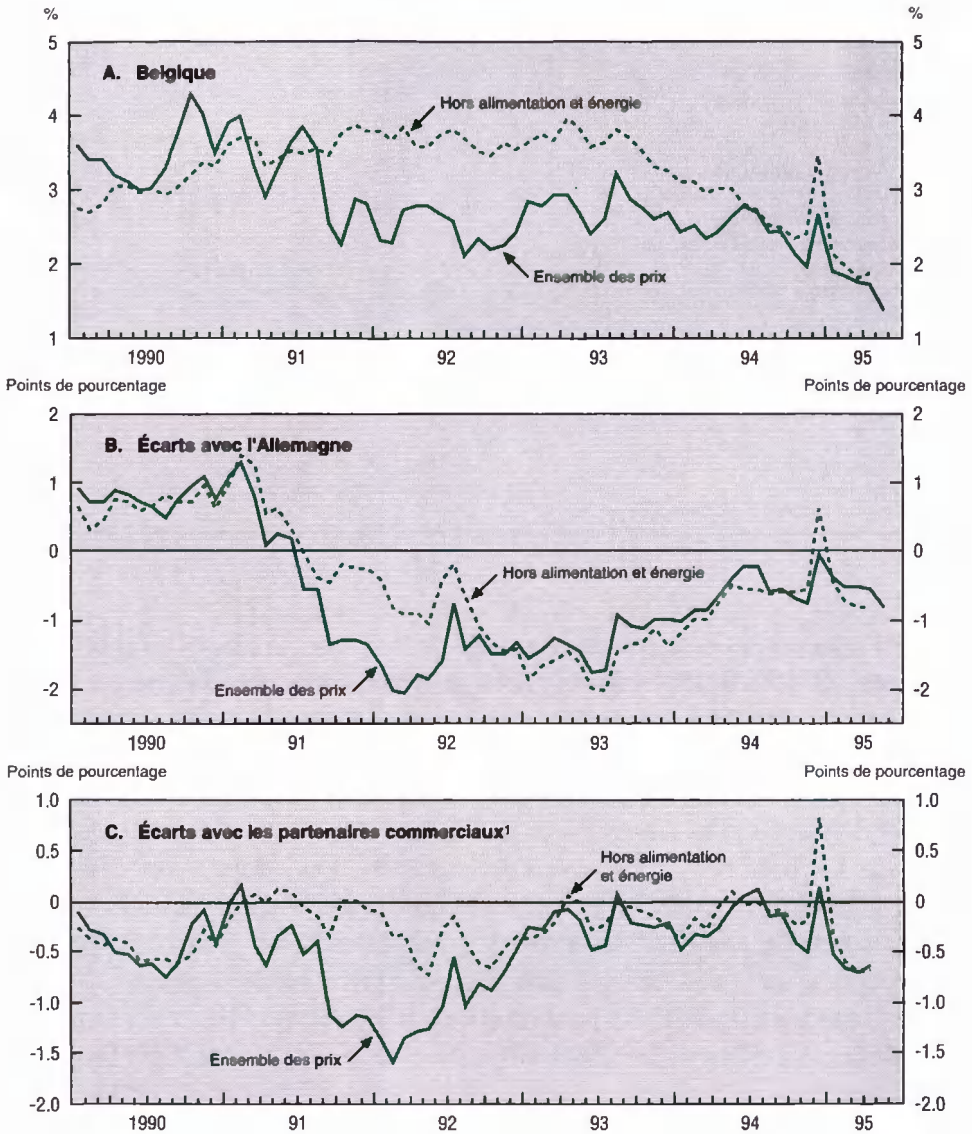 % %
5 5
A. Belgique
Hors alimentation et énergie
4 4
3 3
2 2
Ensemble des prix
1 1
1990 91 92 93 94 95
Points de pourcentage Points de pourcentage
2 2
B. Écarts avec l'Allemagne
1 1
0 0
Hors alimentation et énergie
-1 -1
Ensemble des prix
-2 -2
1990 91 92 93 94 95
Points de pourcentage Points de pourcentage
1.0 1.0
C. Écarts avec les partenaires commerciaux¹
0.5 0.5
Hors alimentation
et énergie
0 0
-0.5 -0.5
-1.0 -1.0
-1.5 -1.5
Ensemble des prix
-2.0 -2.0
1990 91 92 93 94 95